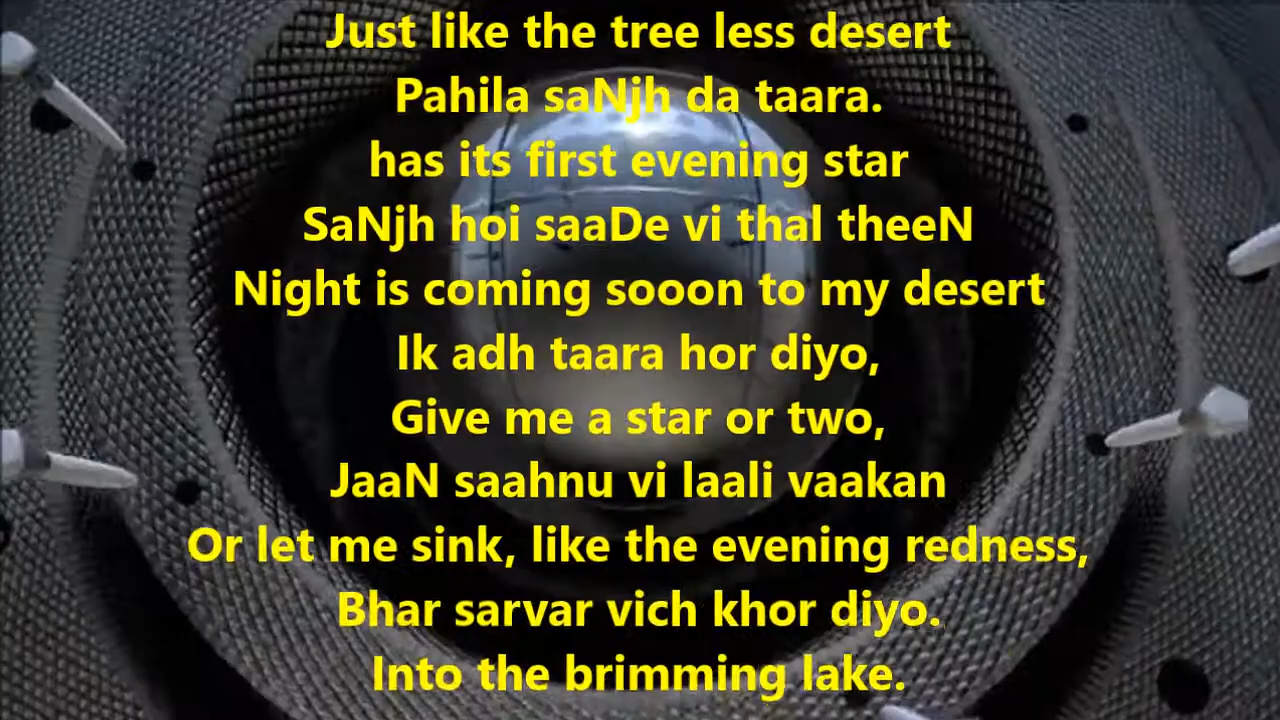 Just like the tree less desert
Pahila saNjh da taara.
has its first evening star
SaNjh hoi saaDe vi thal theeN
Night is coming sooon to my desert
Ik adh taara hor diyo,
Give me a star or two,
JaaN saahnu vi laali vaakan
Or let me sink, like the evening redness,
Bhar sarvar vich khor diyo.
Into the brimming lake.